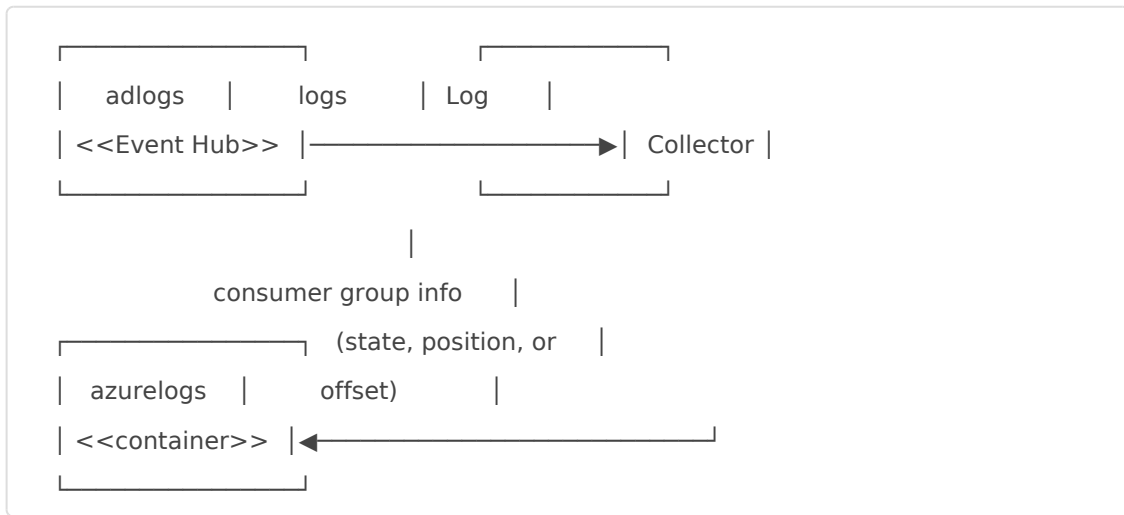 adlogs logs Log
<<Event Hub>> Collector
consumer group info
(state, position, or
azurelogs offset)
<<container>>